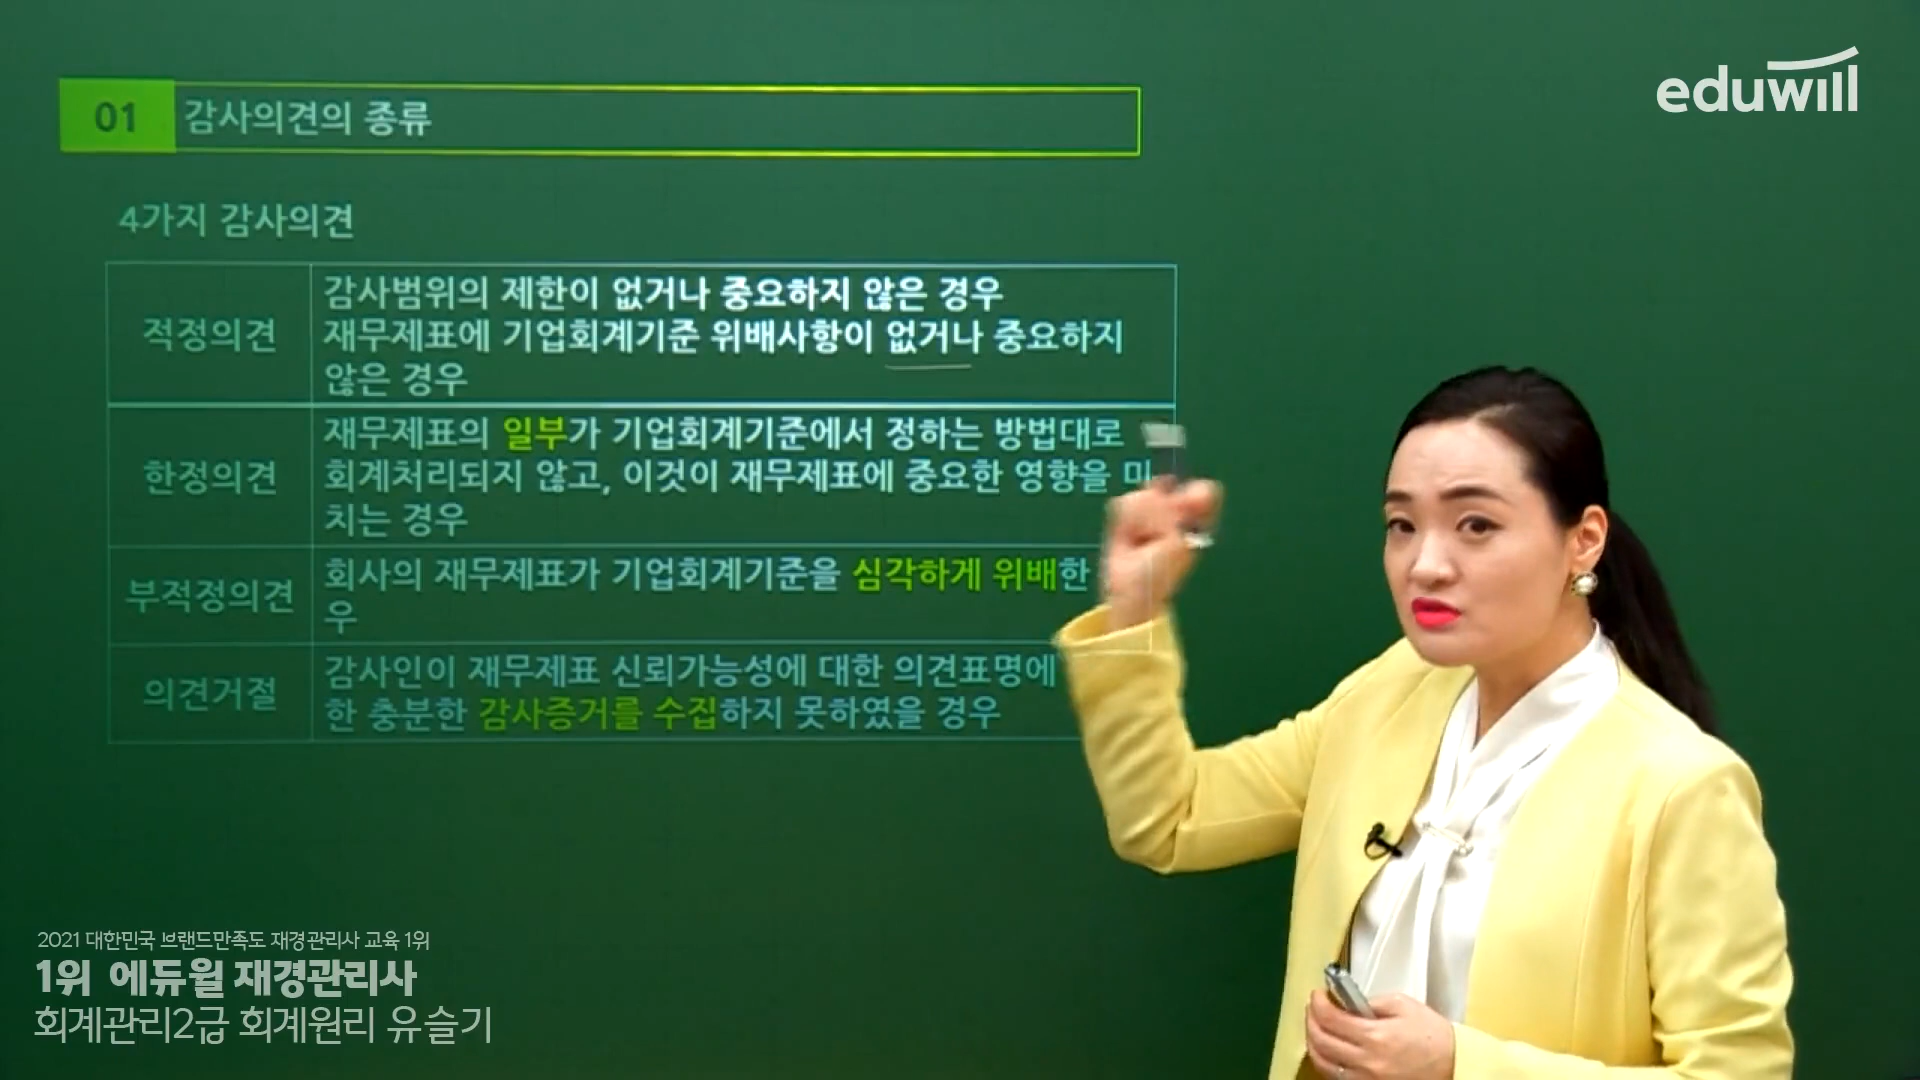 eduwill
01 감사의견의 종류
4가지 감사의견
적정의견
감사범위의 제한이 없거나 중요하지 않은 경우
재무제표에 기업회계기준 위배사항이 없거나 중요하지
않은 경우
한정의견
재무제표의 일부가 기업회계기준에서 정하는 방법대로
회계처리되지 않고, 이것이 재무제표에 중요한 영향을 미
치는 경우
부적정의견
회사의 재무제표가 기업회계기준을 심각하게 위배한
우
의견거절
감사인이 재무제표 신뢰가능성에 대한 의견표명에
한 충분한 감사증거를 수집하지 못하였을 경우
2021 대한민국 브랜드만족도 재경관리사 교육 1위
1위 에듀윌 재경관리사
회계관리2급 회계원리 유슬기